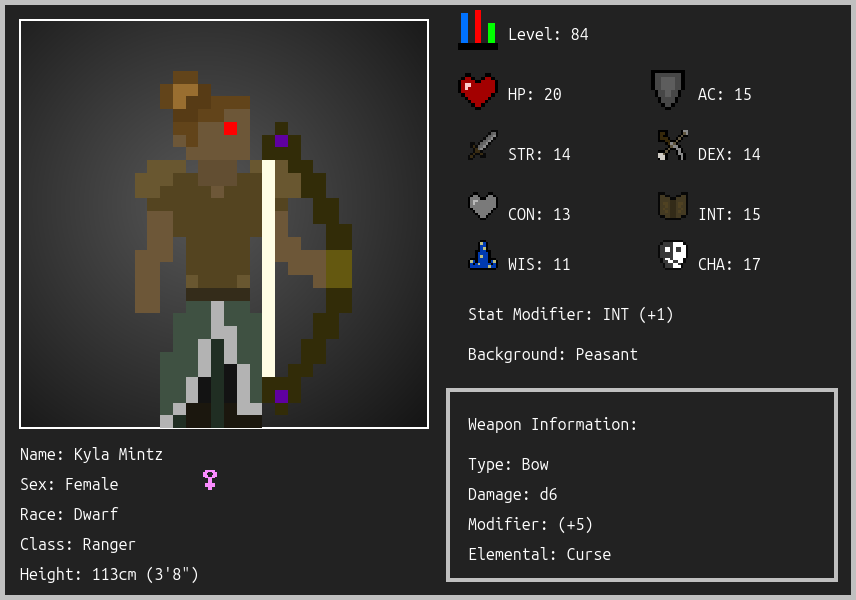 Level: 84
HP: 20
AC: 15
STR: 14
DEX: 14
CON: 13
INT: 15
WIS: 11
CHA: 17
Stat Modifier: INT (+1)
Background: Peasant
Weapon Information:
Type: Bow
Damage: d6
Modifier: (+5)
Elemental: Curse
Name: Kyla Mintz
Sex: Female
Race: Dwarf
Class: Ranger
Height: 113cm (3'8")